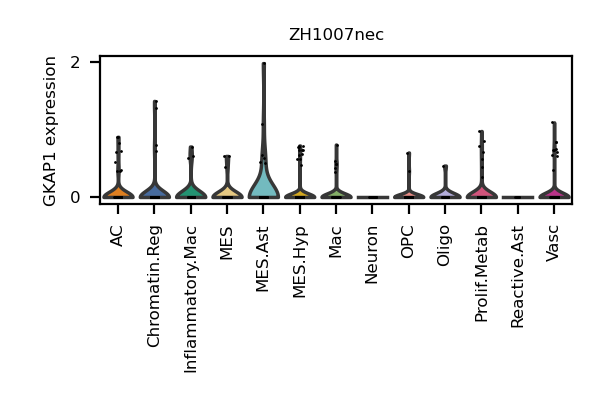 ZH1007nec
GKAP1 expression
2
0
AC
Chromatin.Reg
Inflammatory.Mac
MES
MES.Ast
MES.Hyp
Mac
Neuron
OPC
Oligo
Prolif.Metab
Reactive.Ast
Vasc